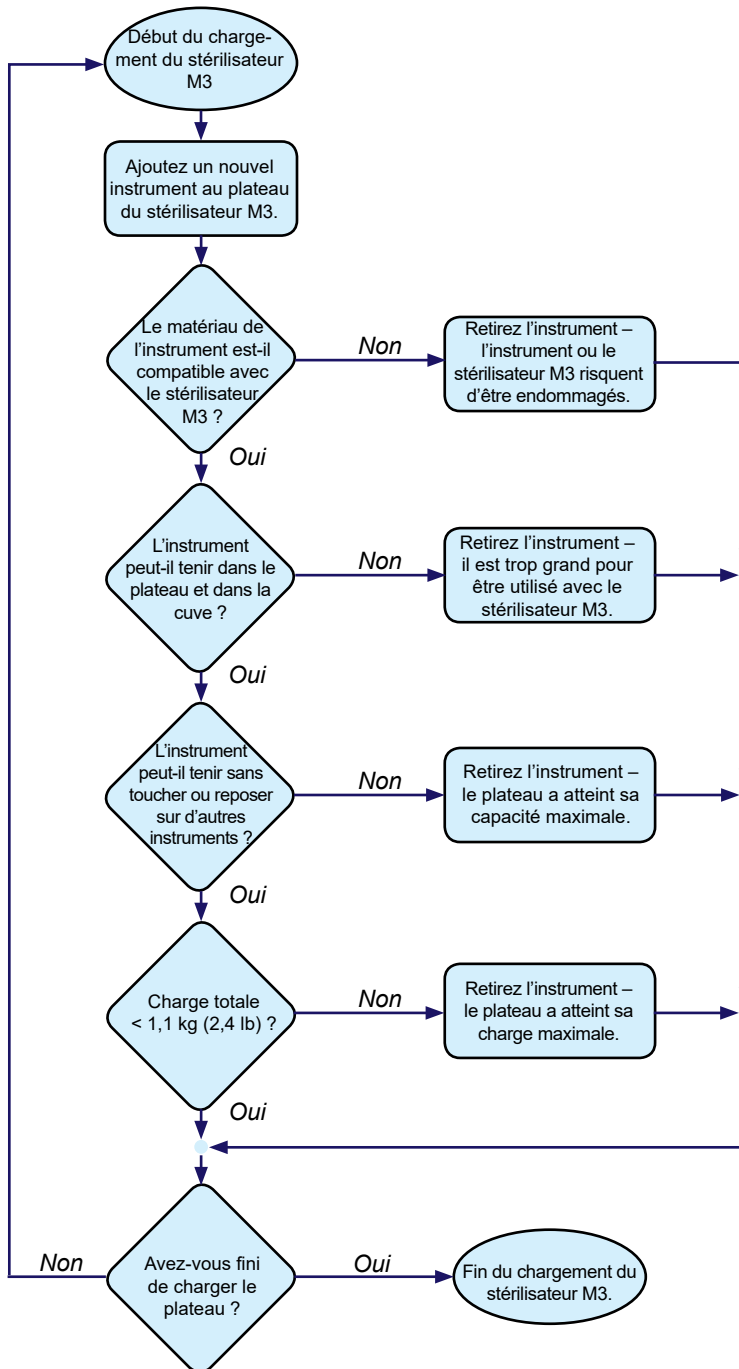 Début du charge-
ment du stérilisateur
M3
Ajoutez un nouvel
instrument au plateau
du stérilisateur M3.
Le matériau de
l’instrument est-il
compatible avec
le stérilisateur
M3 ?
Non
Retirez l’instrument –
l’instrument ou le
stérilisateur M3 risquent
d’être endommagés.
Oui
L’instrument
peut-il tenir dans le
plateau et dans la
cuve ?
Non
Retirez l’instrument –
il est trop grand pour
être utilisé avec le
stérilisateur M3.
Oui
L’instrument
peut-il tenir sans
toucher ou reposer
sur d’autres
instruments ?
Non
Retirez l’instrument –
le plateau a atteint sa
capacité maximale.
Oui
Charge totale
< 1,1 kg (2,4 lb) ?
Non
Retirez l’instrument –
le plateau a atteint sa
charge maximale.
Oui
Non
Avez-vous fini
de charger le
plateau ?
Oui
Fin du chargement du
stérilisateur M3.